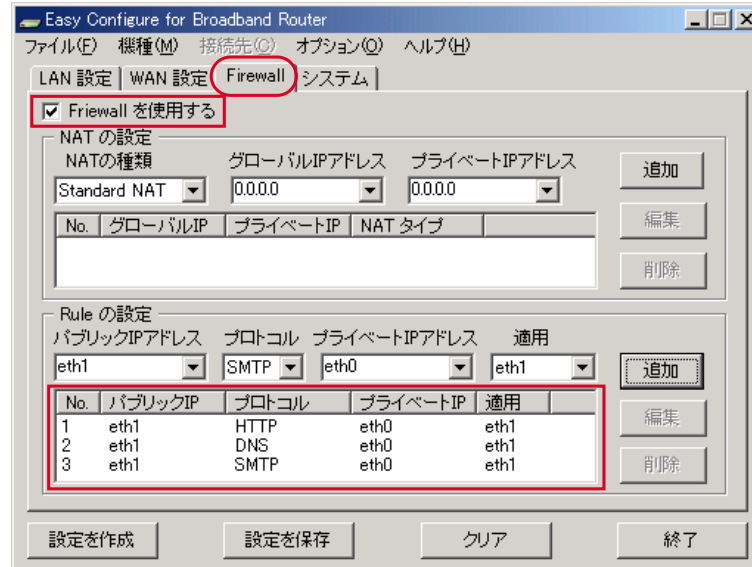 Easy Configure for Broadband Router
ファイル(F) 機種(M) 接続先(C) オプション(O) ヘルプ(H)
LAN 設定 WAN 設定 Firewall システム
Friewall を使用する
NAT の設定
NATの種類 グローバルIPアドレス プライベートIPアドレス
Standard NAT 0.0.0.0 0.0.0.0 追加
No. グローバルIP プライベートIP NAT タイプ 編集
削除
Rule の設定
パブリックIPアドレス プロトコル プライベートIPアドレス 適用
eth1 SMTP eth0 eth1 追加
No. パブリックIP プロトコル プライベートIP 適用
1 eth1 HTTP eth0 eth1 編集
2 eth1 DNS eth0 eth1
3 eth1 SMTP eth0 eth1 削除
設定を作成 設定を保存 クリア 終了